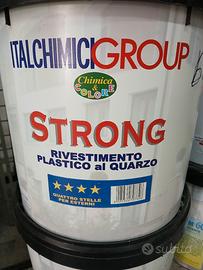 ITALCHIMICIGROUP
Chimica
&
COLORE
STRONG
RIVESTIMENTO
PLASTICO al QUARZO
QUATTRO STELLE
PER ESTERNI
subito